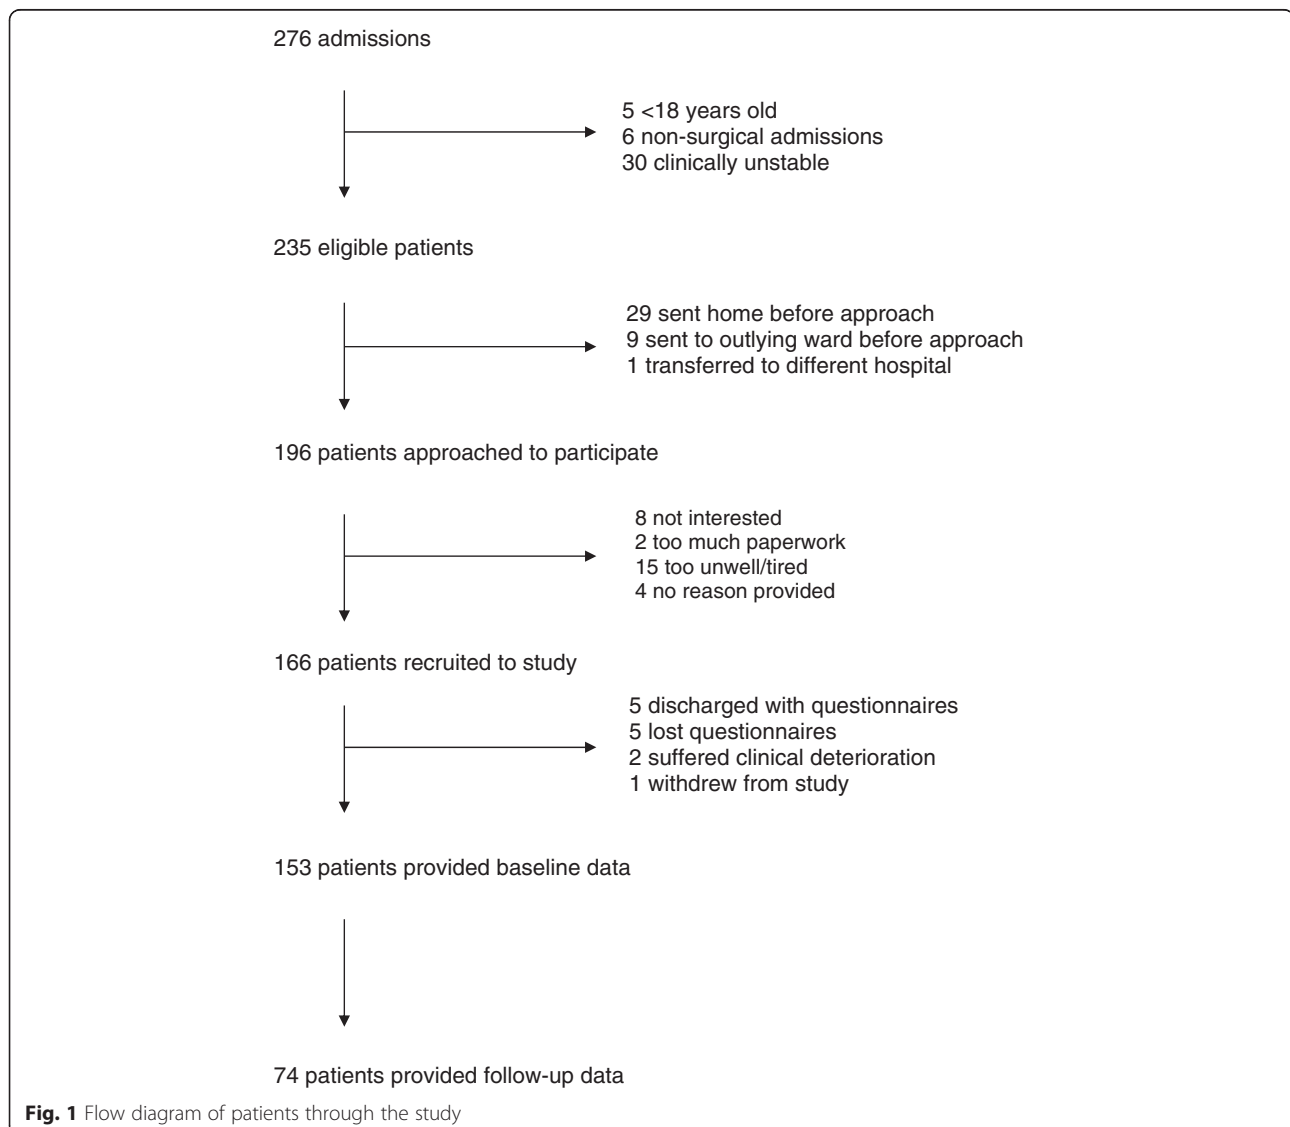 276 admissions
5 <18 years old
6 non-surgical admissions
30 clinically unstable
235 eligible patients
29 sent home before approach
9 sent to outlying ward before approach
1 transferred to different hospital
196 patients approached to participate
8 not interested
2 too much paperwork
15 too unwell/tired
4 no reason provided
166 patients recruited to study
5 discharged with questionnaires
5 lost questionnaires
2 suffered clinical deterioration
1 withdrew from study
153 patients provided baseline data
74 patients provided follow-up data
Fig. 1 Flow diagram of patients through the study